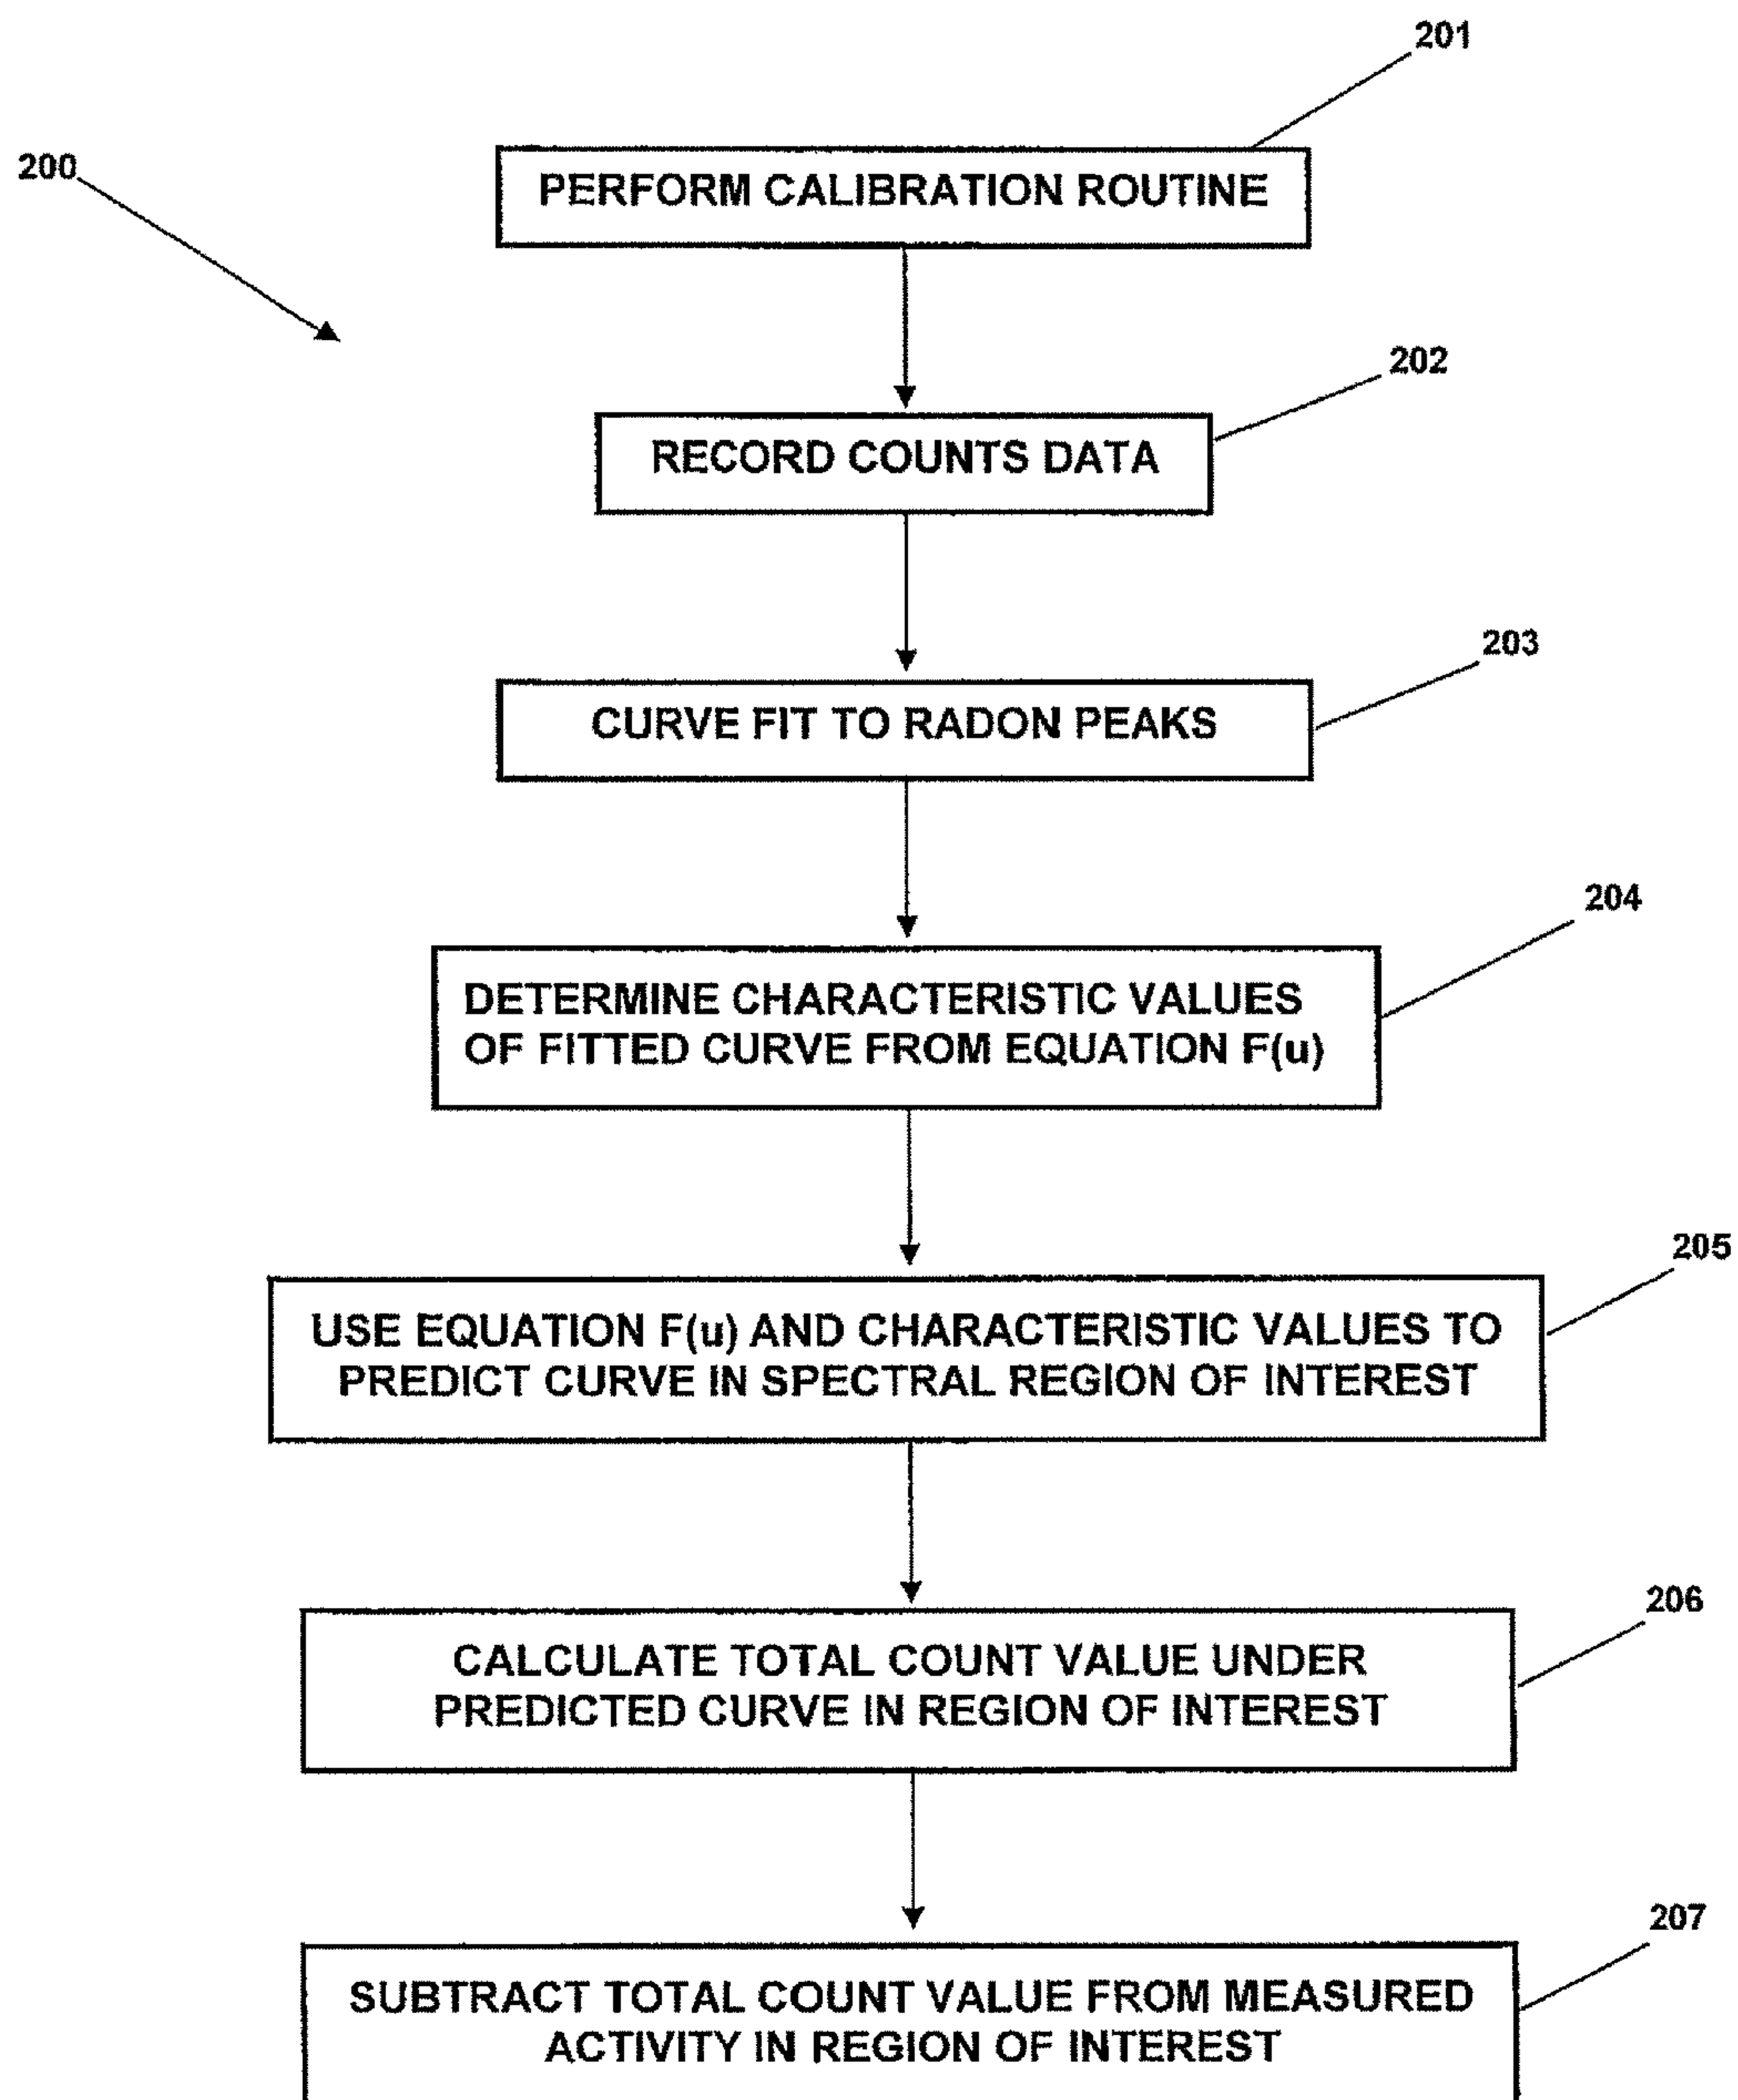 201
200
PERFORM CALIBRATION ROUTINE
202
RECORD COUNTS DATA
203
CURVE FIT TO RADON PEAKS
204
DETERMINE CHARACTERISTIC VALUES
OF FITTED CURVE FROM EQUATION F(u)
205
USE EQUATION F(u) AND CHARACTERISTIC VALUES TO
PREDICT CURVE IN SPECTRAL REGION OF INTEREST
206
CALCULATE TOTAL COUNT VALUE UNDER
PREDICTED CURVE IN REGION OF INTEREST
207
SUBTRACT TOTAL COUNT VALUE FROM MEASURED
ACTIVITY IN REGION OF INTEREST